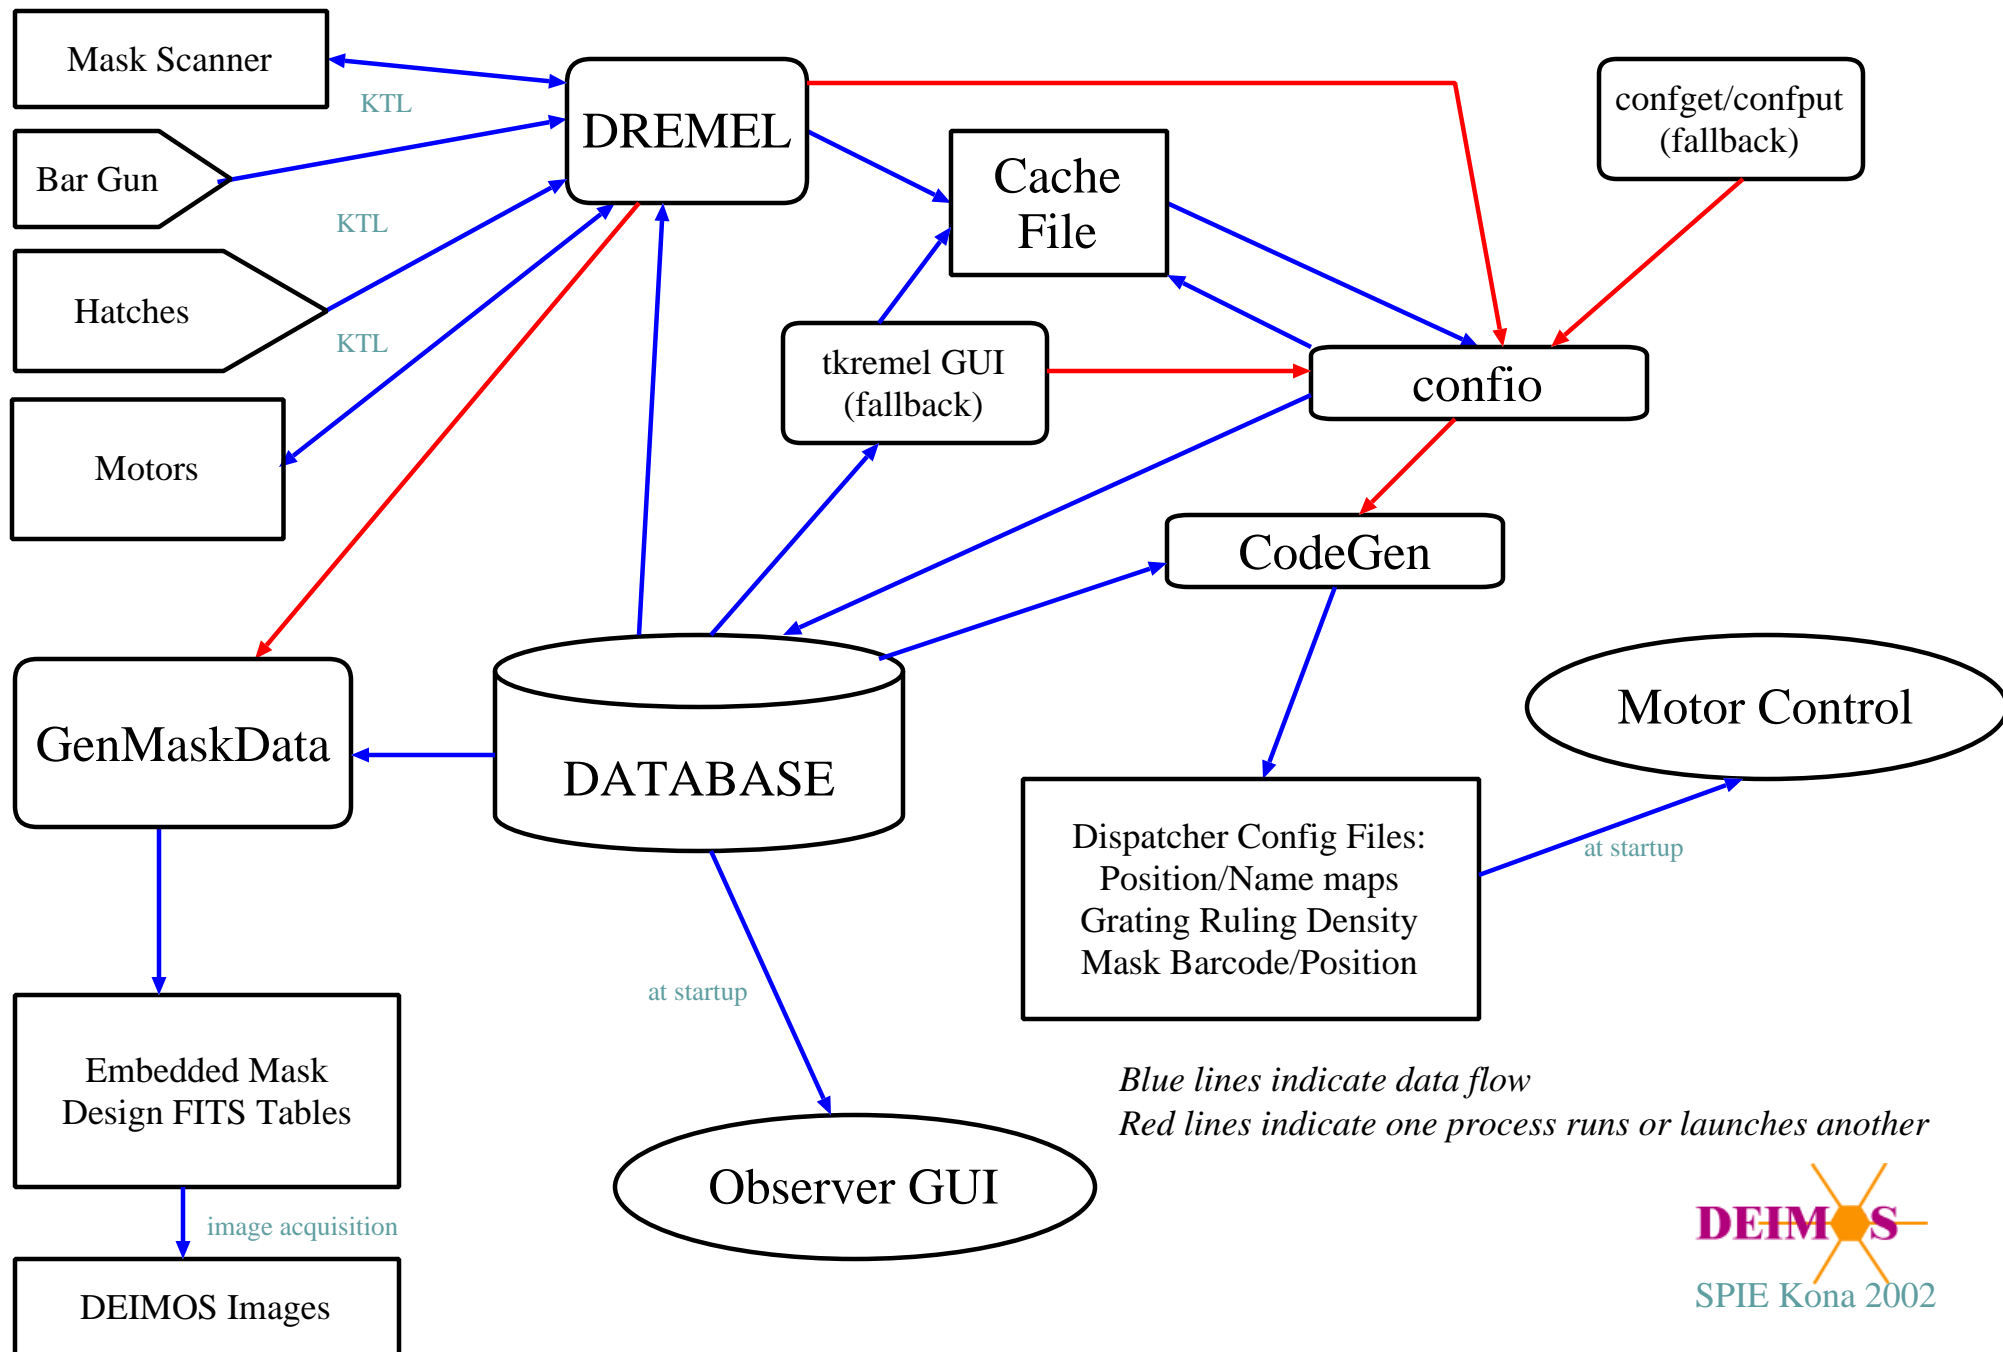 Mask Scanner
KTL
DREMEL
confget/confput
(fallback)
Bar Gun
Cache
File
KTL
Hatches
KTL
tkremel GUI
(fallback)
confio
Motors
CodeGen
GenMaskData
DATABASE
Motor Control
Dispatcher Config Files:
Position/Name maps
Grating Ruling Density
Mask Barcode/Position
at startup
at startup
Embedded Mask
Design FITS Tables
Blue lines indicate data flow
Red lines indicate one process runs or launches another
Observer GUI
image acquisition
DEIMOS Images
DEIMOS
SPIE Kona 2002